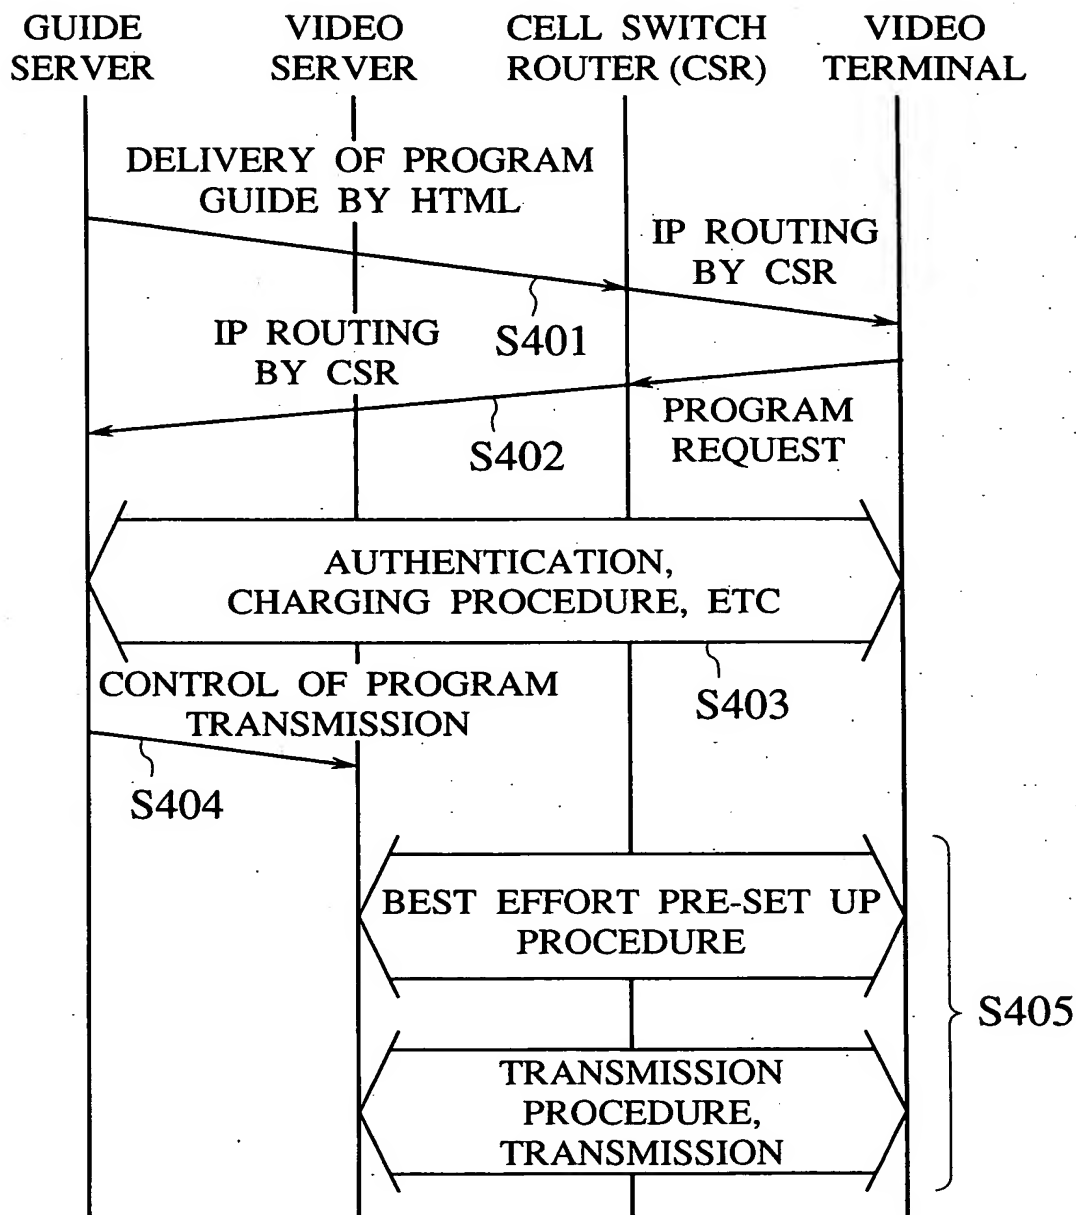 GUIDE SERVER
VIDEO SERVER
CELL SWITCH ROUTER (CSR)
VIDEO TERMINAL
DELIVERY OF PROGRAM
GUIDE BY HTML
IP ROUTING
BY CSR
S401
IP ROUTING
BY CSR
PROGRAM
REQUEST
S402
AUTHENTICATION,
CHARGING PROCEDURE, ETC
S403
CONTROL OF PROGRAM
TRANSMISSION
S404
BEST EFFORT PRE-SET UP
PROCEDURE
S405
TRANSMISSION
PROCEDURE,
TRANSMISSION